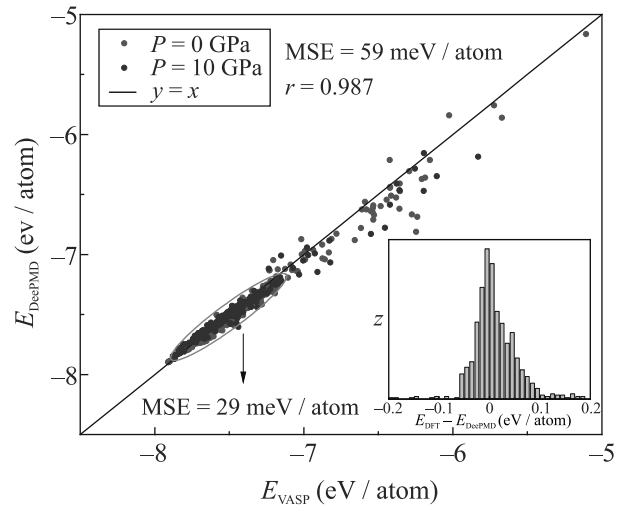 −5
−6
−7
−8
E_DeePMD (ev / atom)
P = 0 GPa
P = 10 GPa
y = x
MSE = 59 meV / atom
r = 0.987
MSE = 29 meV / atom
z
−0.2 −0.1 0 0.1 0.2
E_DFT − E_DeePMD (eV / atom)
−8 −7 −6 −5
E_VASP (eV / atom)